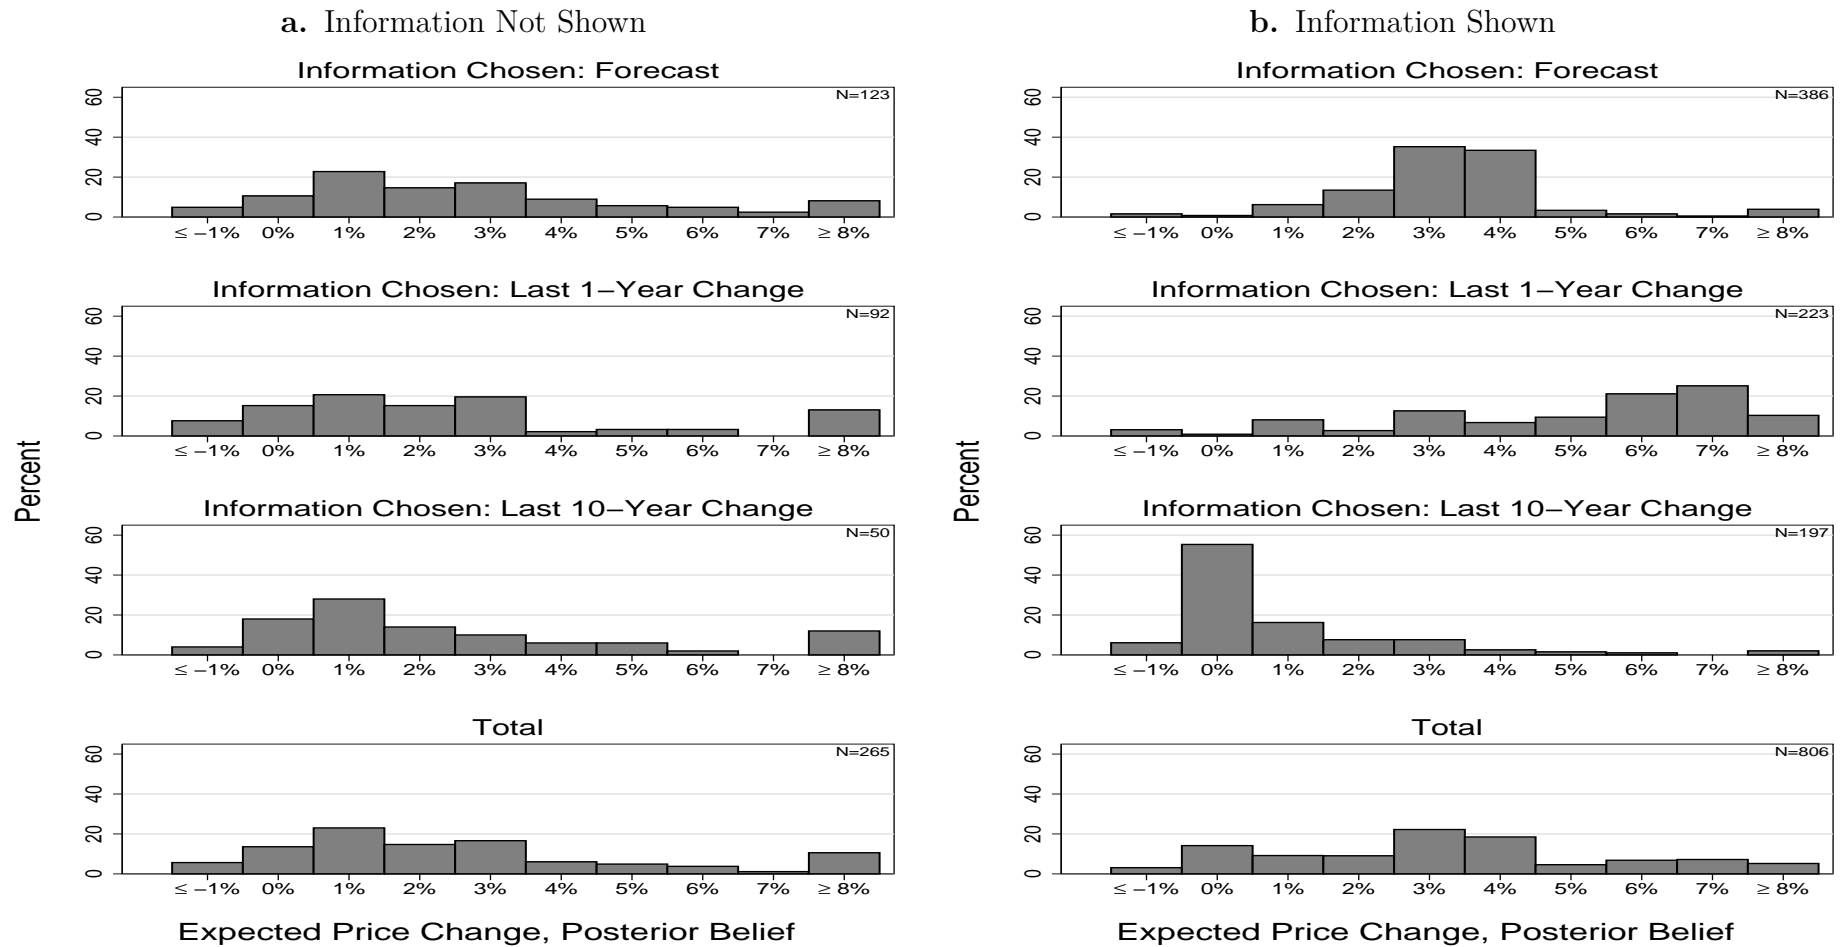 a. Information Not Shown
Information Chosen: Forecast
N=123
60
40
20
0
≤ −1% 0% 1% 2% 3% 4% 5% 6% 7% ≥ 8%
Information Chosen: Last 1−Year Change
N=92
60
40
20
0
≤ −1% 0% 1% 2% 3% 4% 5% 6% 7% ≥ 8%
Information Chosen: Last 10−Year Change
N=50
60
40
20
0
≤ −1% 0% 1% 2% 3% 4% 5% 6% 7% ≥ 8%
Total
N=265
60
40
20
0
≤ −1% 0% 1% 2% 3% 4% 5% 6% 7% ≥ 8%
Percent
Expected Price Change, Posterior Belief
b. Information Shown
Information Chosen: Forecast
N=386
60
40
20
0
≤ −1% 0% 1% 2% 3% 4% 5% 6% 7% ≥ 8%
Information Chosen: Last 1−Year Change
N=223
60
40
20
0
≤ −1% 0% 1% 2% 3% 4% 5% 6% 7% ≥ 8%
Information Chosen: Last 10−Year Change
N=197
60
40
20
0
≤ −1% 0% 1% 2% 3% 4% 5% 6% 7% ≥ 8%
Total
N=806
60
40
20
0
≤ −1% 0% 1% 2% 3% 4% 5% 6% 7% ≥ 8%
Percent
Expected Price Change, Posterior Belief